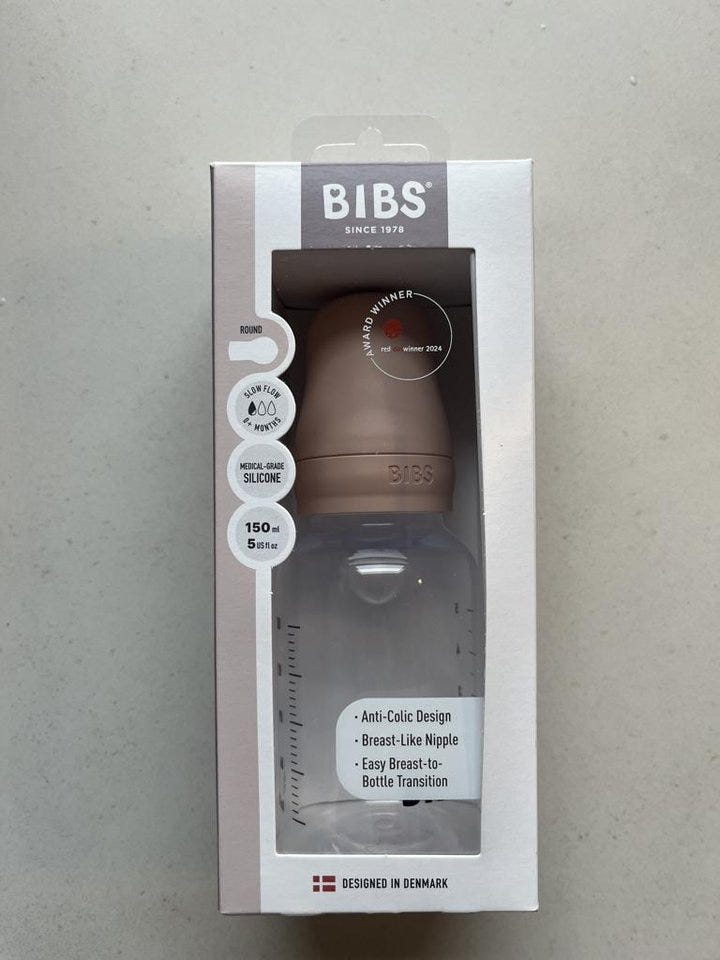 BIBS®
SINCE 1978
AWARD WINNER
red winner 2024
ROUND
SLOW FLOW
0+ MONTHS
MEDICAL-GRADE
SILICONE
150 ml
5 US fl oz
BIBS
· Anti-Colic Design
· Breast-Like Nipple
· Easy Breast-to-
Bottle Transition
DESIGNED IN DENMARK